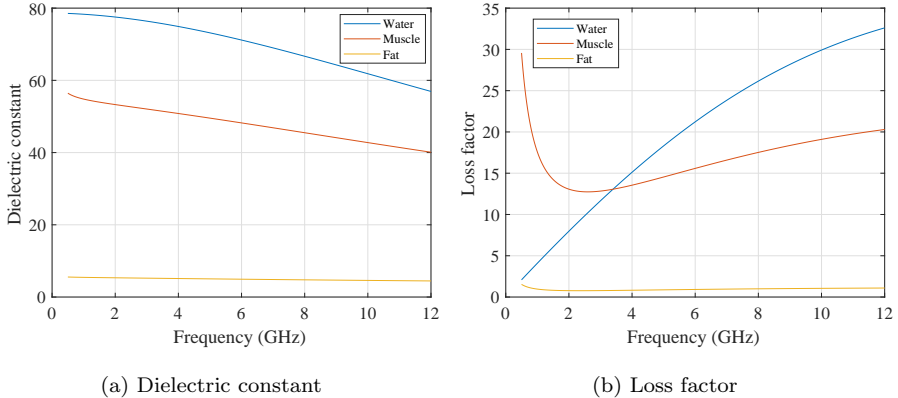 80
60
40
20
0
0 2 4 6 8 10 12
Dielectric constant
Frequency (GHz)
Water
Muscle
Fat
(a) Dielectric constant
35
30
25
20
15
10
5
0
0 2 4 6 8 10 12
Loss factor
Frequency (GHz)
Water
Muscle
Fat
(b) Loss factor